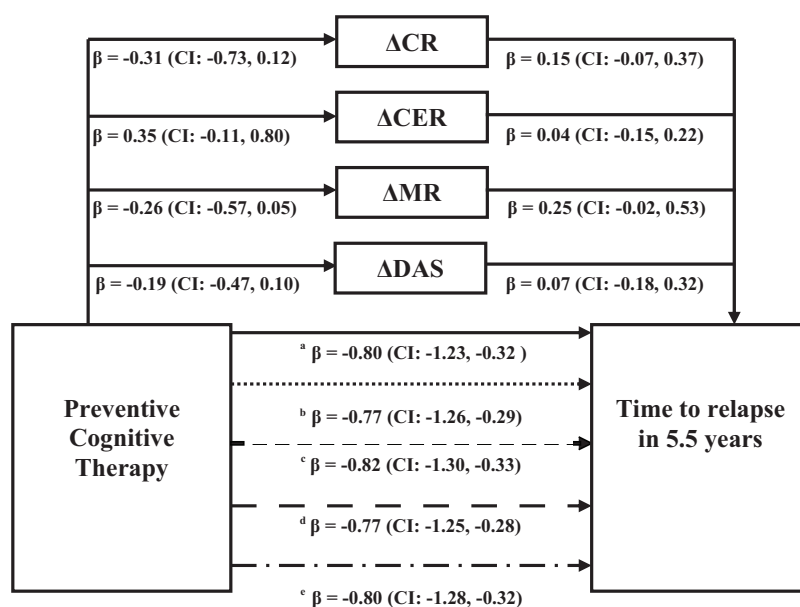 ΔCR
β = -0.31 (CI: -0.73, 0.12)
β = 0.15 (CI: -0.07, 0.37)
ΔCER
β = 0.35 (CI: -0.11, 0.80)
β = 0.04 (CI: -0.15, 0.22)
ΔMR
β = -0.26 (CI: -0.57, 0.05)
β = 0.25 (CI: -0.02, 0.53)
ΔDAS
β = -0.19 (CI: -0.47, 0.10)
β = 0.07 (CI: -0.18, 0.32)
Preventive
Cognitive
Therapy
a β = -0.80 (CI: -1.23, -0.32 )
b β = -0.77 (CI: -1.26, -0.29)
c β = -0.82 (CI: -1.30, -0.33)
d β = -0.77 (CI: -1.25, -0.28)
e β = -0.80 (CI: -1.28, -0.32)
Time to relapse
in 5.5 years